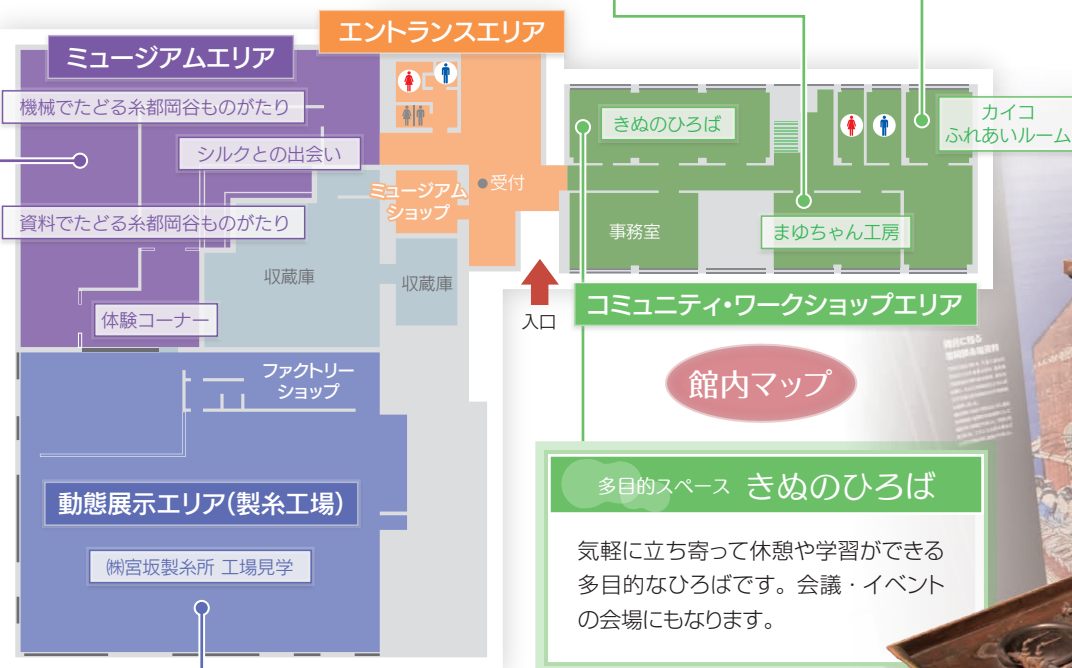 エントランスエリア
ミュージアムエリア
機械でたどる糸都岡谷ものがたり
シルクとの出会い
資料でたどる糸都岡谷ものがたり
体験コーナー
収蔵庫
収蔵庫
ミュージアム
ショップ
受付
入口
きぬのひろば
カイコ
ふれあいルーム
事務室
まゆちゃん工房
コミュニティ・ワークショップエリア
館内マップ
ファクトリー
ショップ
動態展示エリア(製糸工場)
㈱宮坂製糸所 工場見学
多目的スペース きぬのひろば
気軽に立ち寄って休憩や学習ができる
多目的なひろばです。会議・イベント
の会場にもなります。